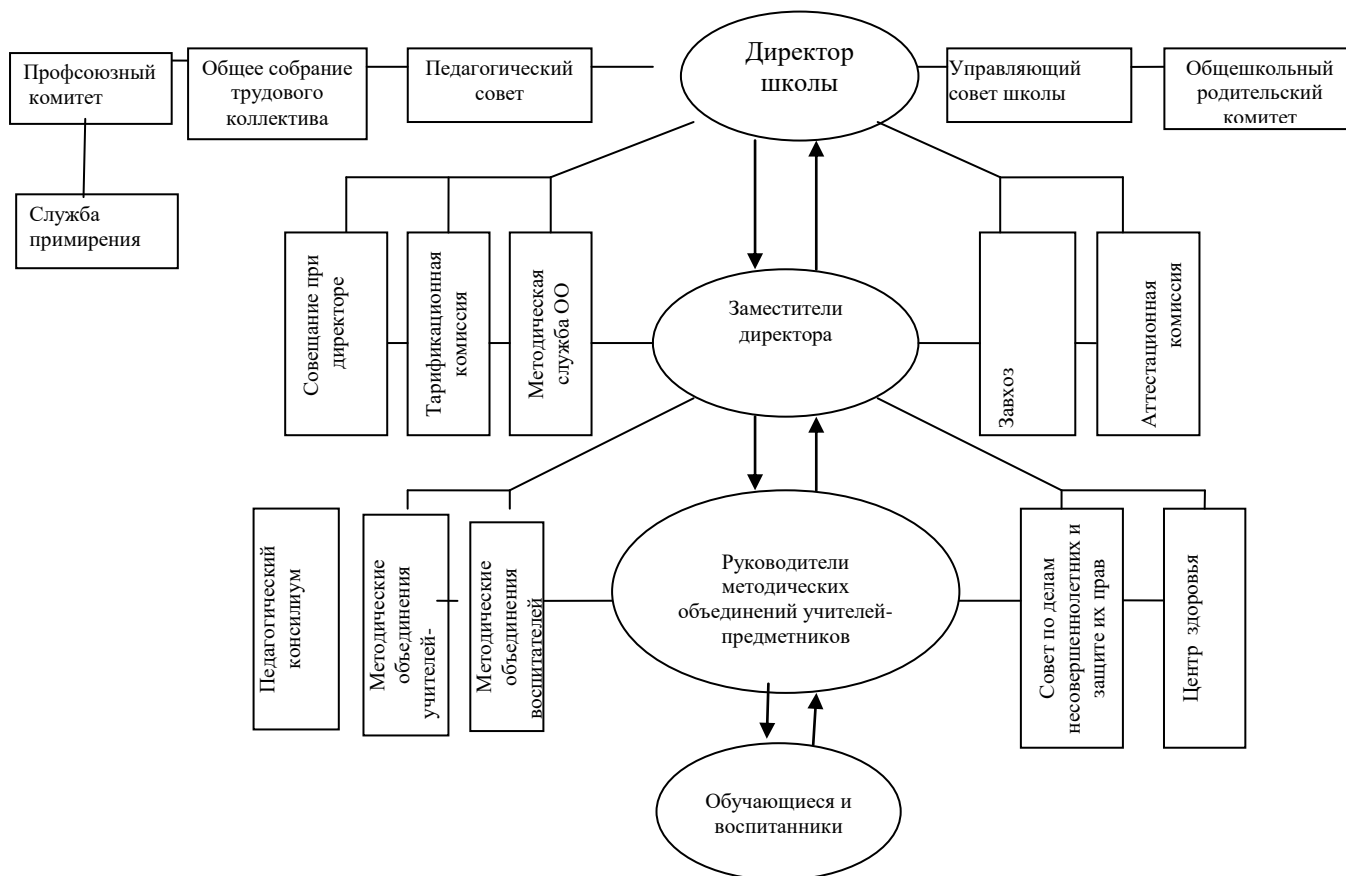 Директор
школы
Профсоюзный
комитет
Общее собрание
трудового
коллектива
Педагогический
совет
Управляющий
совет школы
Общешкольный
родительский
комитет
Служба
примирения
Совещание при
директоре
Тарификационная
комиссия
Методическая
служба ОО
Заместители
директора
Завхоз
Аттестационная
комиссия
Педагогический
консилиум
Методические
объединения
учителей-
Методические
объединения
воспитателей
Руководители
методических
объединений учителей-
предметников
Совет по делам
несовершеннолетних и
защите их прав
Центр здоровья
Обучающиеся и
воспитанники